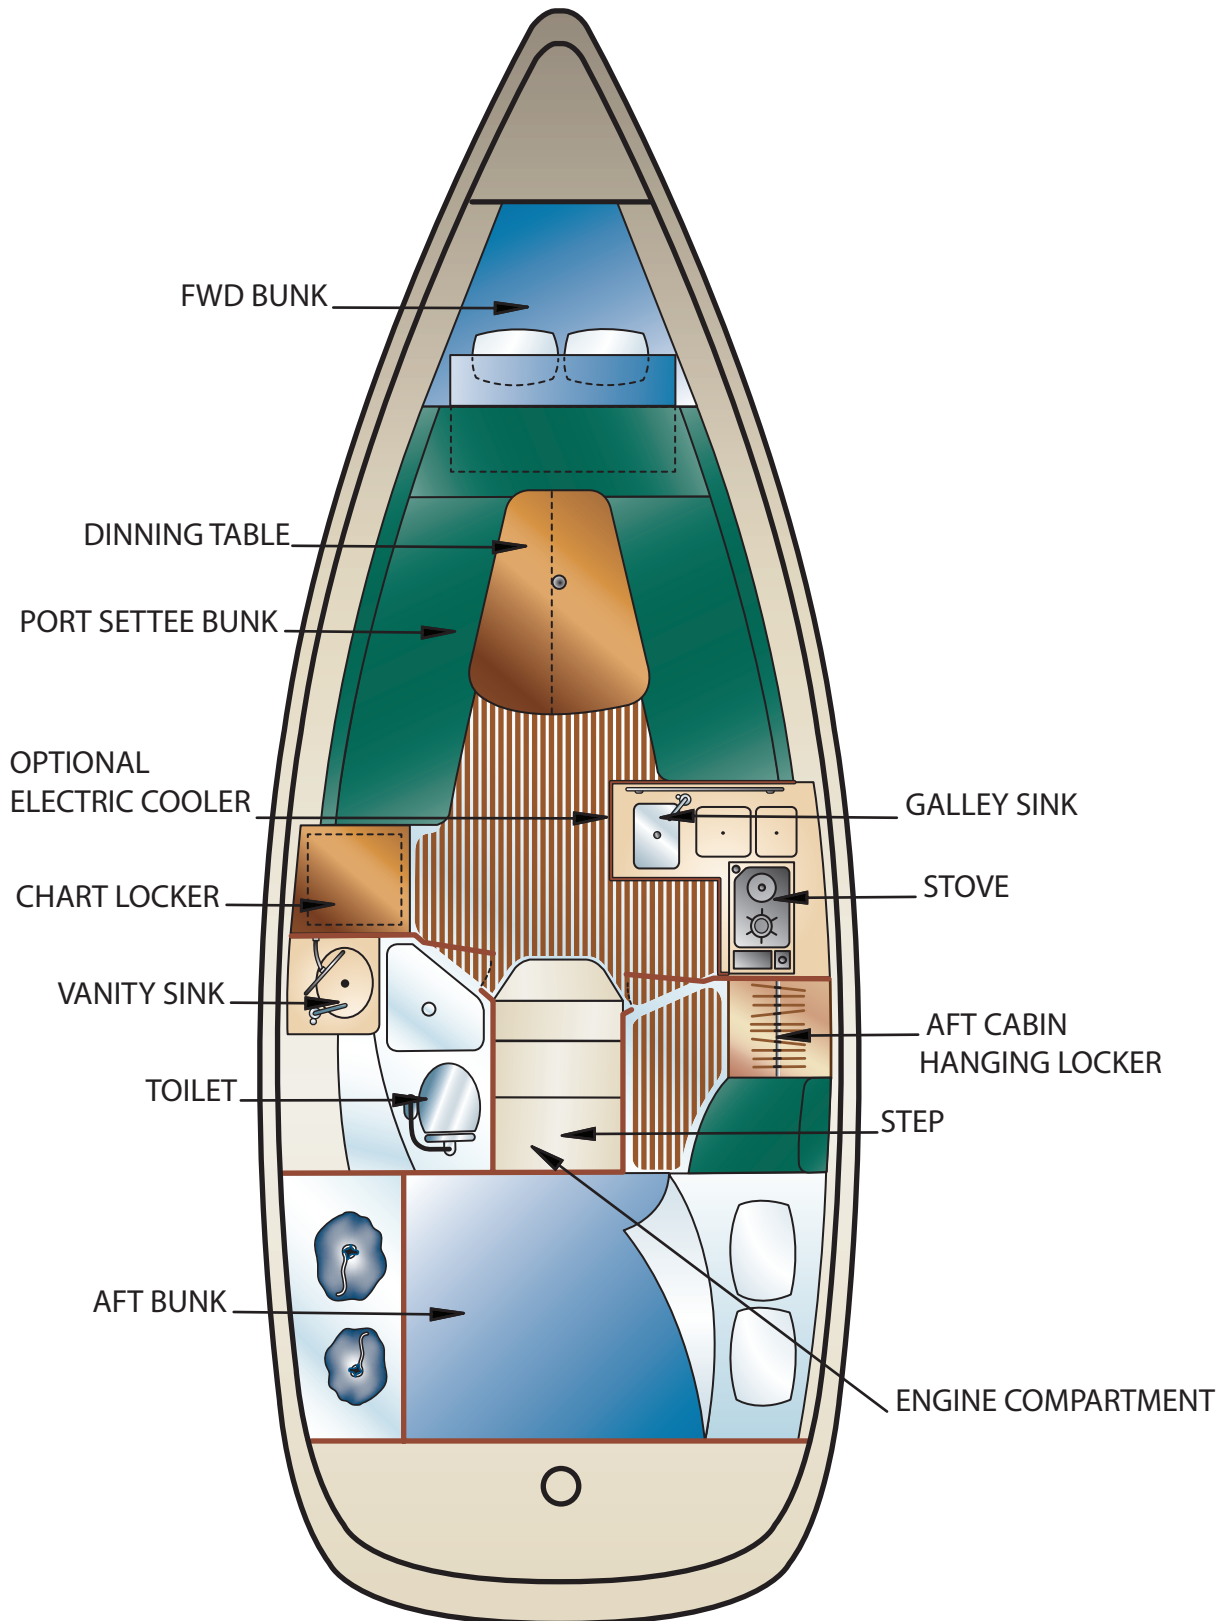 FWD BUNK
DINNING TABLE
PORT SETTEE BUNK
OPTIONAL
ELECTRIC COOLER
GALLEY SINK
CHART LOCKER
STOVE
VANITY SINK
AFT CABIN
HANGING LOCKER
TOILET
STEP
AFT BUNK
ENGINE COMPARTMENT